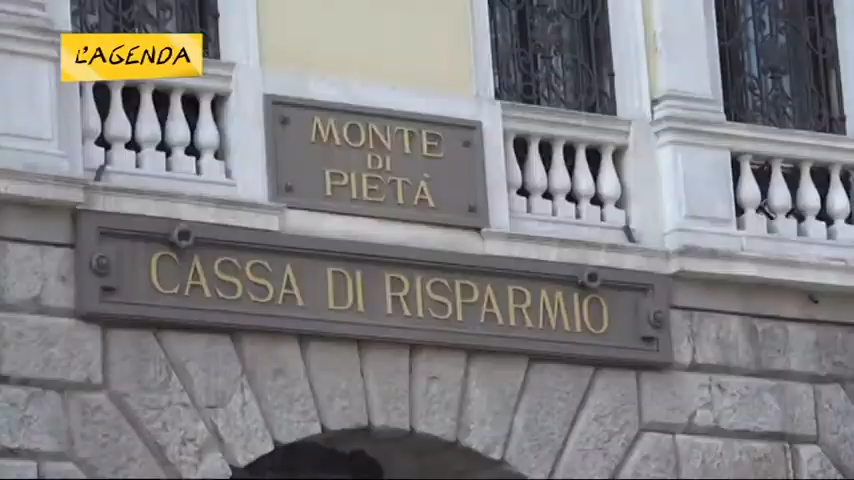 L'AGENDA
MONTE
DI
PIETÀ
CASSA DI RISPARMIO